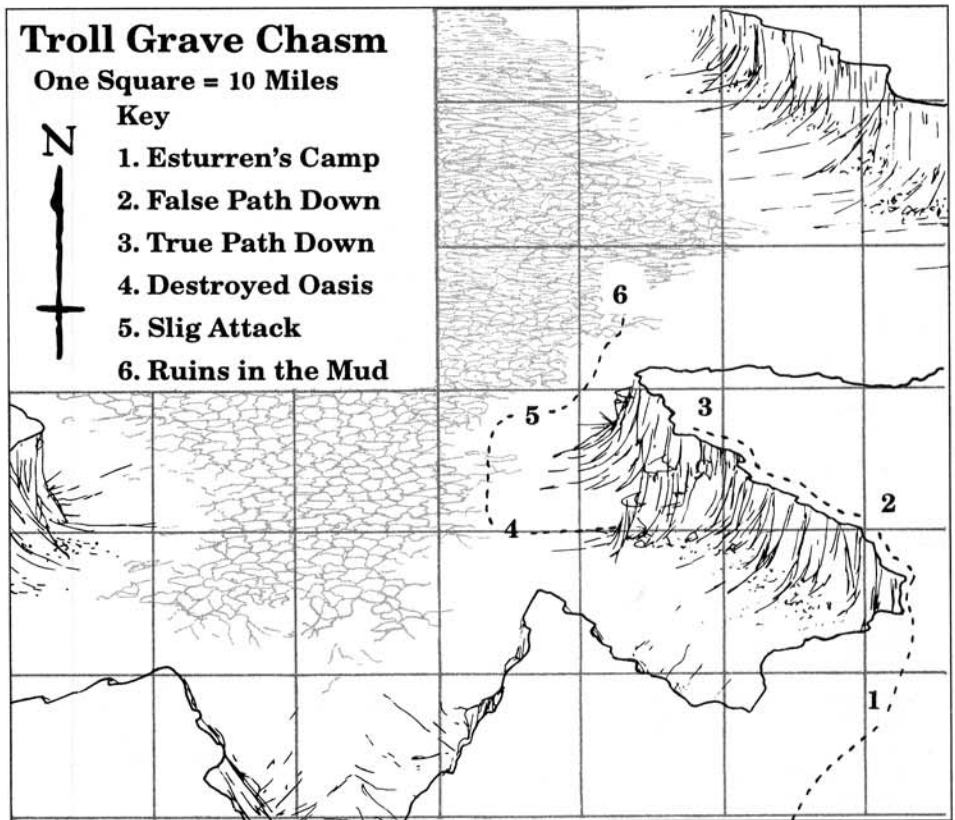 Troll Grave Chasm
One Square = 10 Miles
Key
N
1. Esturren's Camp
2. False Path Down
3. True Path Down
4. Destroyed Oasis
5. Slig Attack
6. Ruins in the Mud
6
5
3
2
4
1